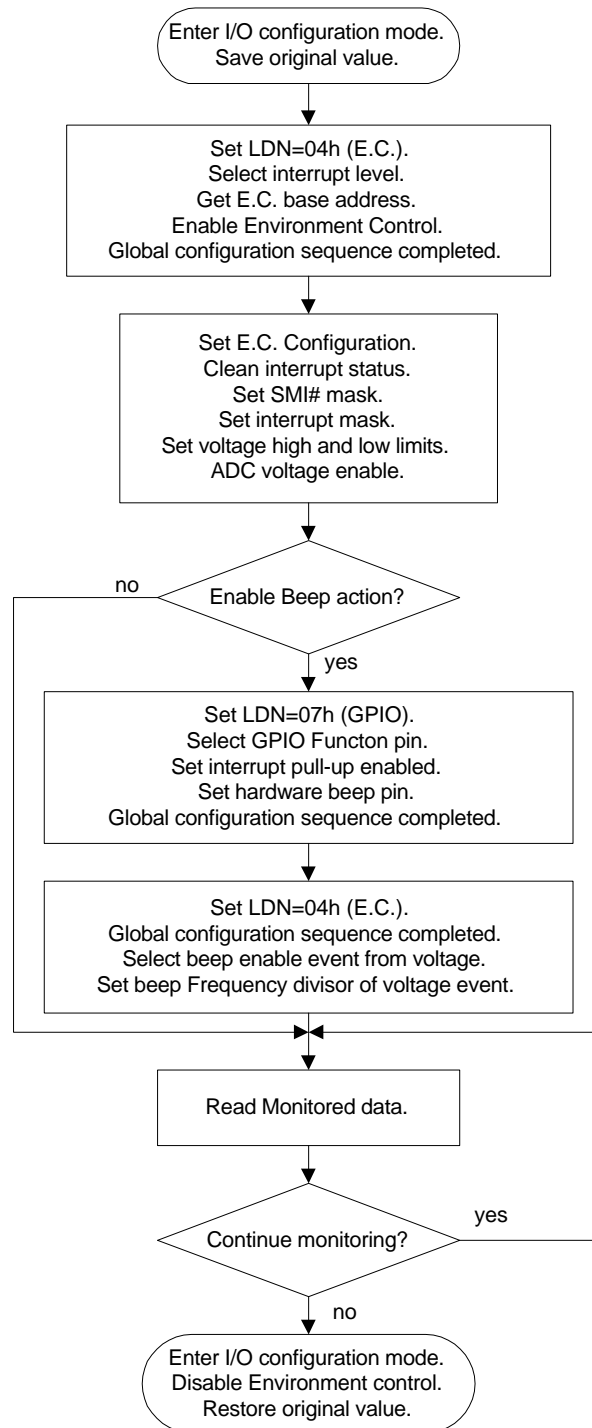 Enter I/O configuration mode.
Save original value.
Set LDN=04h (E.C.).
Select interrupt level.
Get E.C. base address.
Enable Environment Control.
Global configuration sequence completed.
Set E.C. Configuration.
Clean interrupt status.
Set SMI# mask.
Set interrupt mask.
Set voltage high and low limits.
ADC voltage enable.
no
Enable Beep action?
yes
Set LDN=07h (GPIO).
Select GPIO Functon pin.
Set interrupt pull-up enabled.
Set hardware beep pin.
Global configuration sequence completed.
Set LDN=04h (E.C.).
Global configuration sequence completed.
Select beep enable event from voltage.
Set beep Frequency divisor of voltage event.
Read Monitored data.
yes
Continue monitoring?
no
Enter I/O configuration mode.
Disable Environment control.
Restore original value.